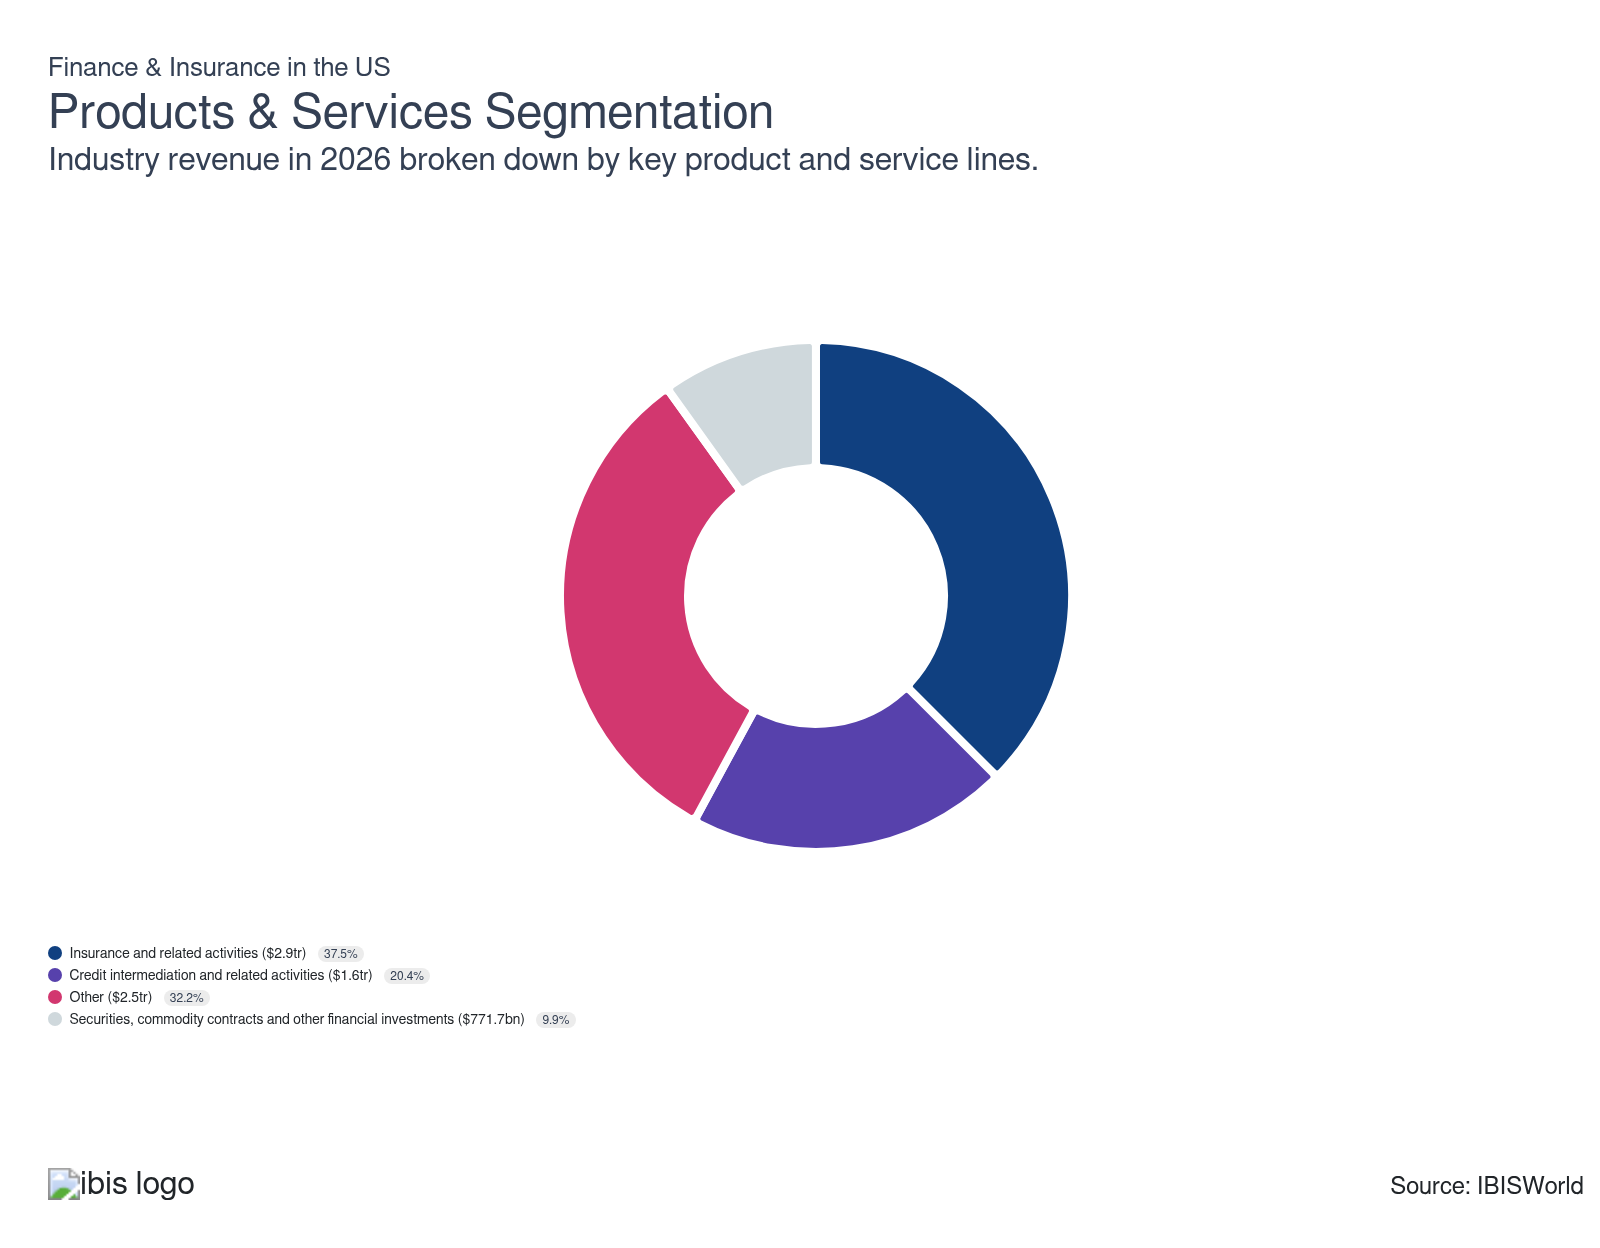 Finance & Insurance in the US
Products & Services Segmentation
Industry revenue in 2026 broken down by key product and service lines.
Insurance and related activities ($2.9tr) 37.5%
Credit intermediation and related activities ($1.6tr) 20.4%
Other ($2.5tr) 32.2%
Securities, commodity contracts and other financial investments ($771.7bn) 9.9%
ibis logo
Source: IBISWorld